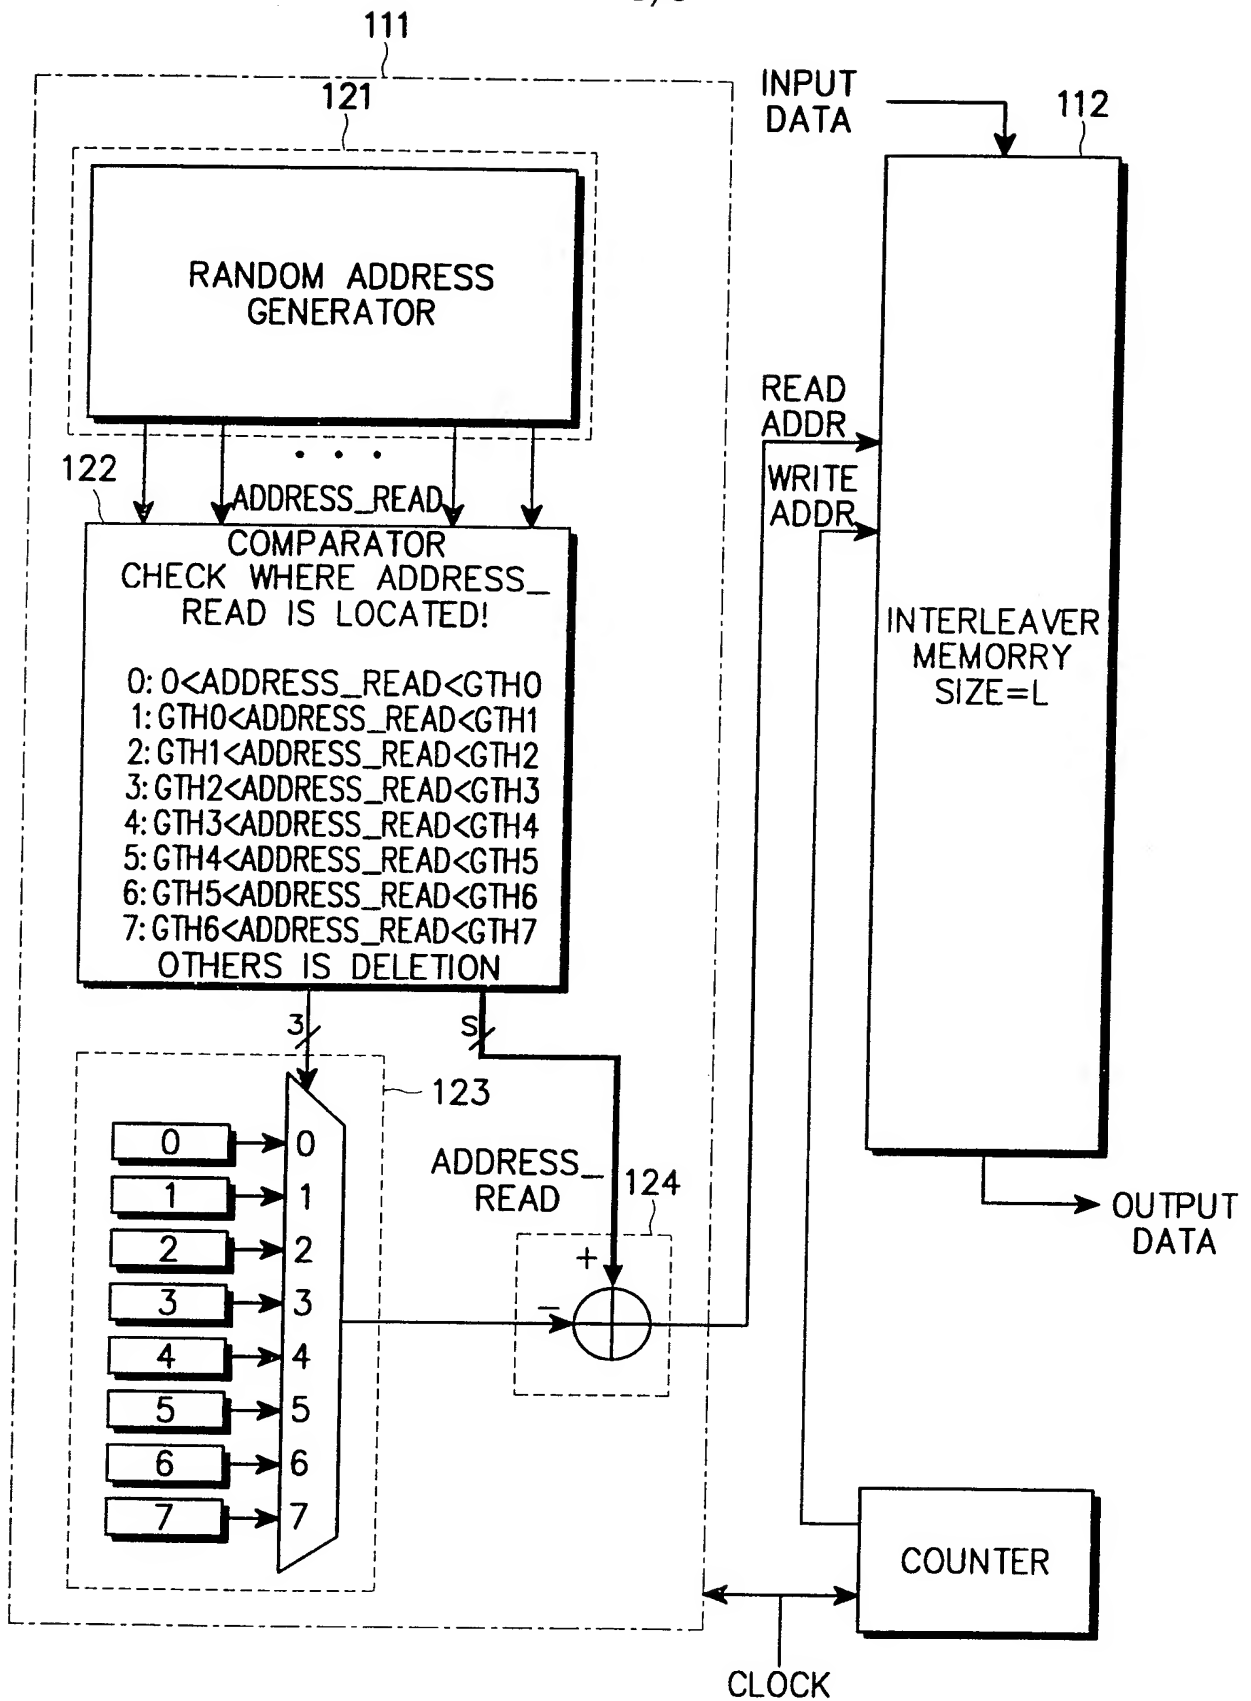 111
121
RANDOM ADDRESS
GENERATOR
122
• • •
ADDRESS_READ
COMPARATOR
CHECK WHERE ADDRESS_
READ IS LOCATED!
0: 0<ADDRESS_READ<GTH0
1: GTH0<ADDRESS_READ<GTH1
2: GTH1<ADDRESS_READ<GTH2
3: GTH2<ADDRESS_READ<GTH3
4: GTH3<ADDRESS_READ<GTH4
5: GTH4<ADDRESS_READ<GTH5
6: GTH5<ADDRESS_READ<GTH6
7: GTH6<ADDRESS_READ<GTH7
OTHERS IS DELETION
3
S
123
0 0
1 1
2 2
3 3
4 4
5 5
6 6
7 7
ADDRESS_
READ
124
+
−
INPUT
DATA
112
READ
ADDR
WRITE
ADDR
INTERLEAVER
MEMORRY
SIZE=L
OUTPUT
DATA
COUNTER
CLOCK